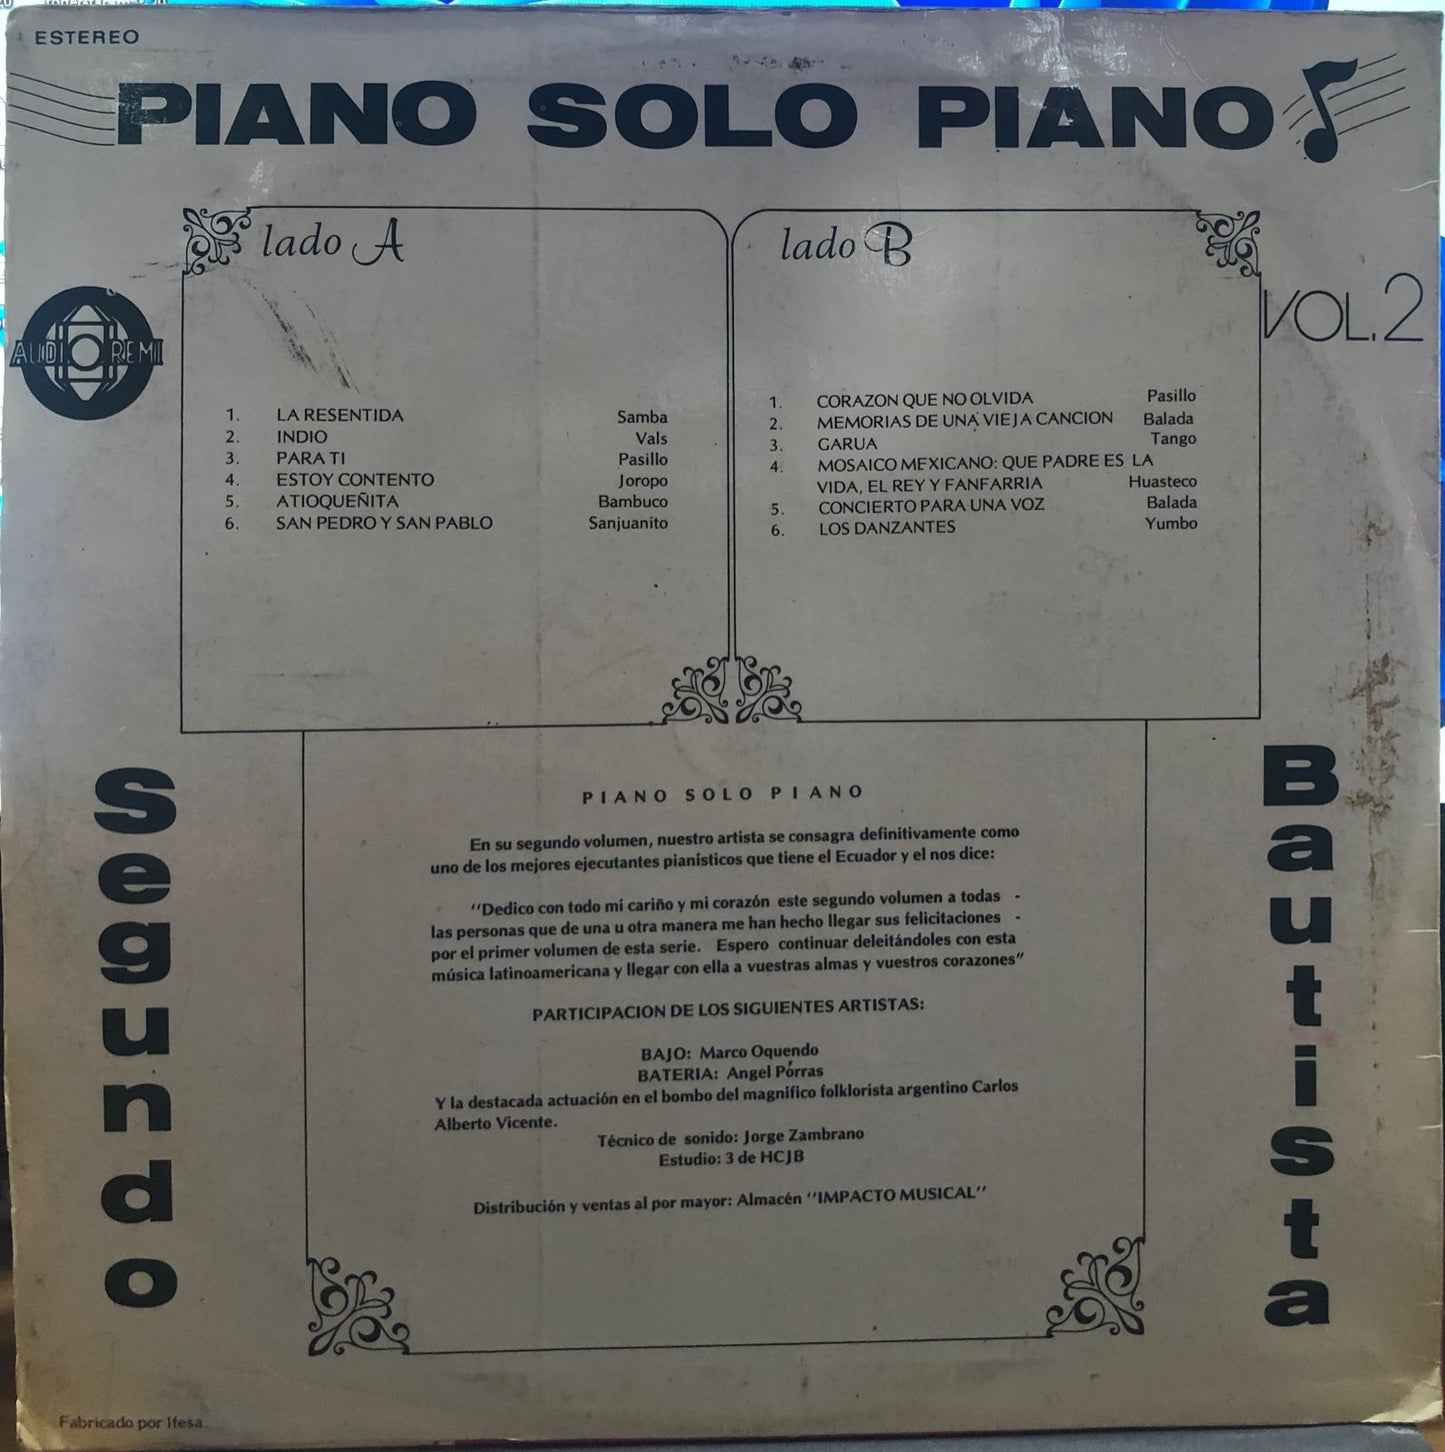 ESTEREO
PIANO SOLO PIANO
lado A
lado B
VOL.2
AUDIOREMI
1. LA RESENTIDA Samba
2. INDIO Vals
3. PARA TI Pasillo
4. ESTOY CONTENTO Joropo
5. ATIOQUEÑITA Bambuco
6. SAN PEDRO Y SAN PABLO Sanjuanito
1. CORAZON QUE NO OLVIDA Pasillo
2. MEMORIAS DE UNA VIEJA CANCION Balada
3. GARUA Tango
4. MOSAICO MEXICANO: QUE PADRE ES LA
VIDA, EL REY Y FANFARRIA Huasteco
5. CONCIERTO PARA UNA VOZ Balada
6. LOS DANZANTES Yumbo
Segundo
Bautista
PIANO SOLO PIANO
En su segundo volumen, nuestro artista se consagra definitivamente como
uno de los mejores ejecutantes pianísticos que tiene el Ecuador y el nos dice:
''Dedico con todo mi cariño y mi corazón este segundo volumen a todas -
las personas que de una u otra manera me han hecho llegar sus felicitaciones -
por el primer volumen de esta serie. Espero continuar deleitándoles con esta
música latinoamericana y llegar con ella a vuestras almas y vuestros corazones''
PARTICIPACION DE LOS SIGUIENTES ARTISTAS:
BAJO: Marco Oquendo
BATERIA: Angel Pórras
Y la destacada actuación en el bombo del magnífico folklorista argentino Carlos
Alberto Vicente.
Técnico de sonido: Jorge Zambrano
Estudio: 3 de HCJB
Distribución y ventas al por mayor: Almacén ''IMPACTO MUSICAL''
Fabricado por Ifesa